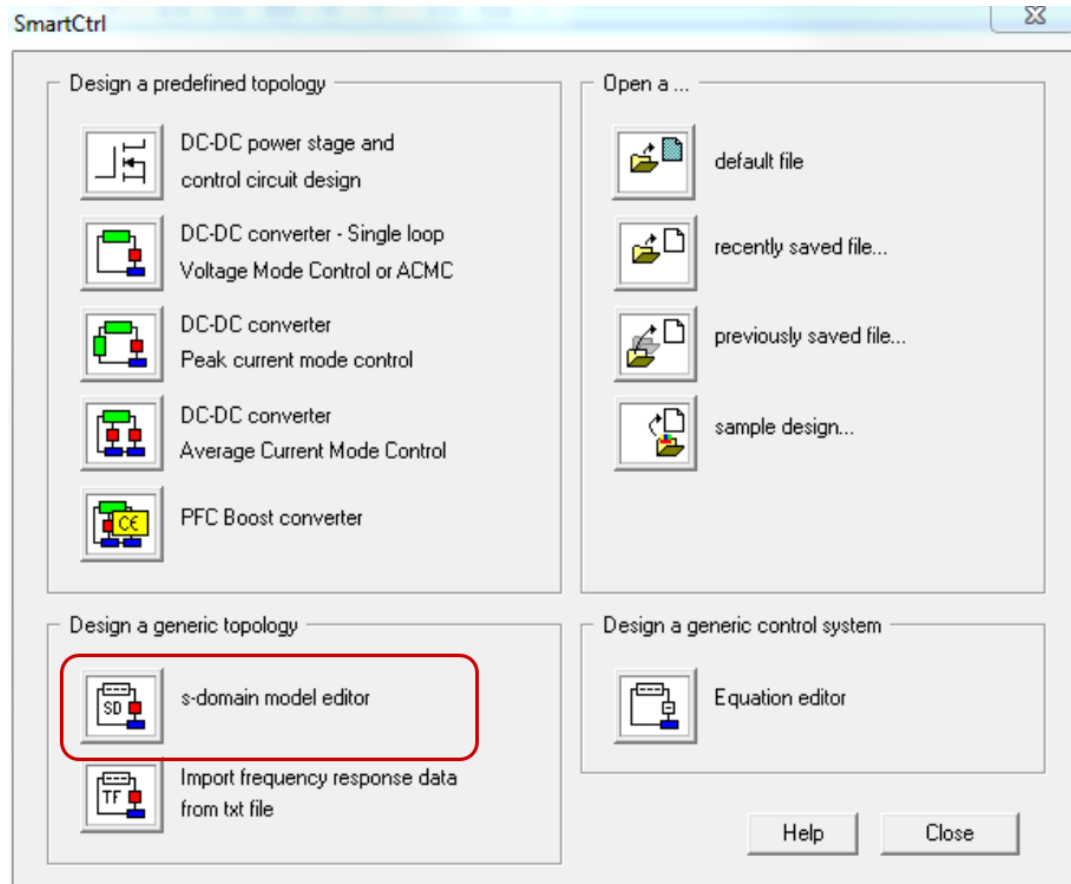 SmartCtrl
Design a predefined topology
DC-DC power stage and
control circuit design
DC-DC converter - Single loop
Voltage Mode Control or ACMC
DC-DC converter
Peak current mode control
DC-DC converter
Average Current Mode Control
CE
PFC Boost converter
Open a ...
default file
recently saved file...
previously saved file...
sample design...
Design a generic topology
SD
s-domain model editor
TF
Import frequency response data
from txt file
Design a generic control system
Equation editor
Help
Close